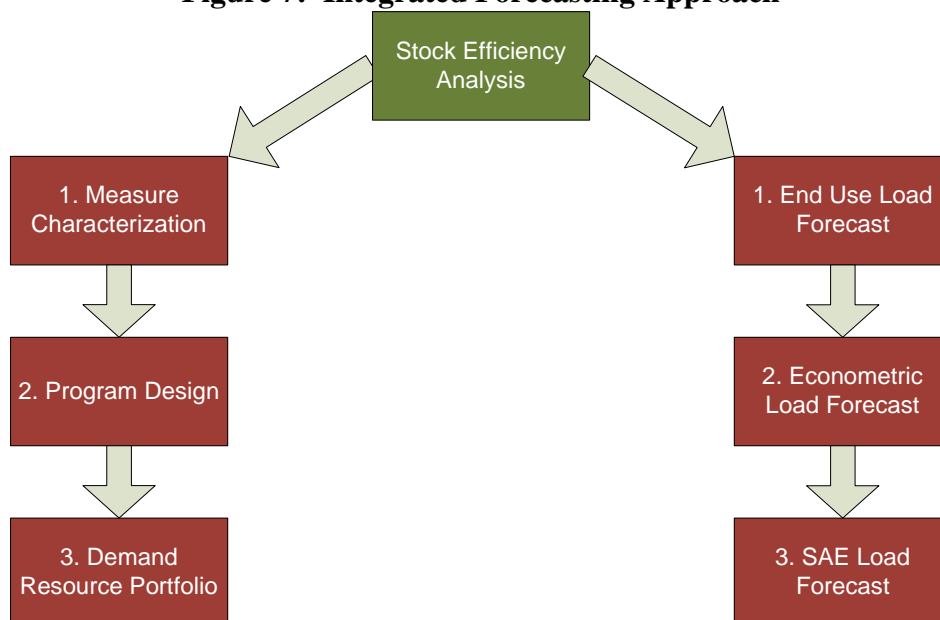 Figure 7.  Integrated Forecasting Approach
Stock Efficiency
Analysis
1. Measure
Characterization
1. End Use Load
Forecast
2. Program Design
2. Econometric
Load Forecast
3. Demand
Resource Portfolio
3. SAE Load
Forecast